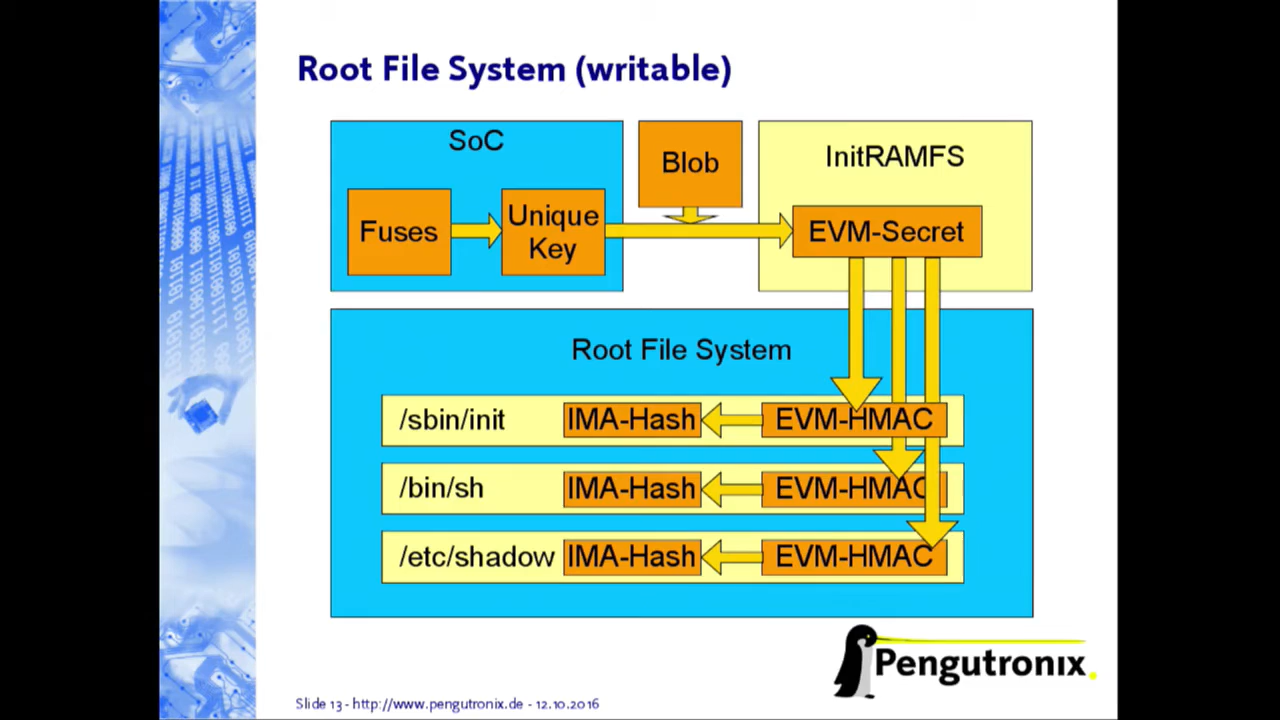 Root File System (writable)
SoC
Blob
InitRAMFS
Fuses
Unique
Key
EVM-Secret
Root File System
/sbin/init IMA-Hash EVM-HMAC
/bin/sh IMA-Hash EVM-HMAC
/etc/shadow IMA-Hash EVM-HMAC
Pengutronix
Slide 13 - http://www.pengutronix.de - 12.10.2016